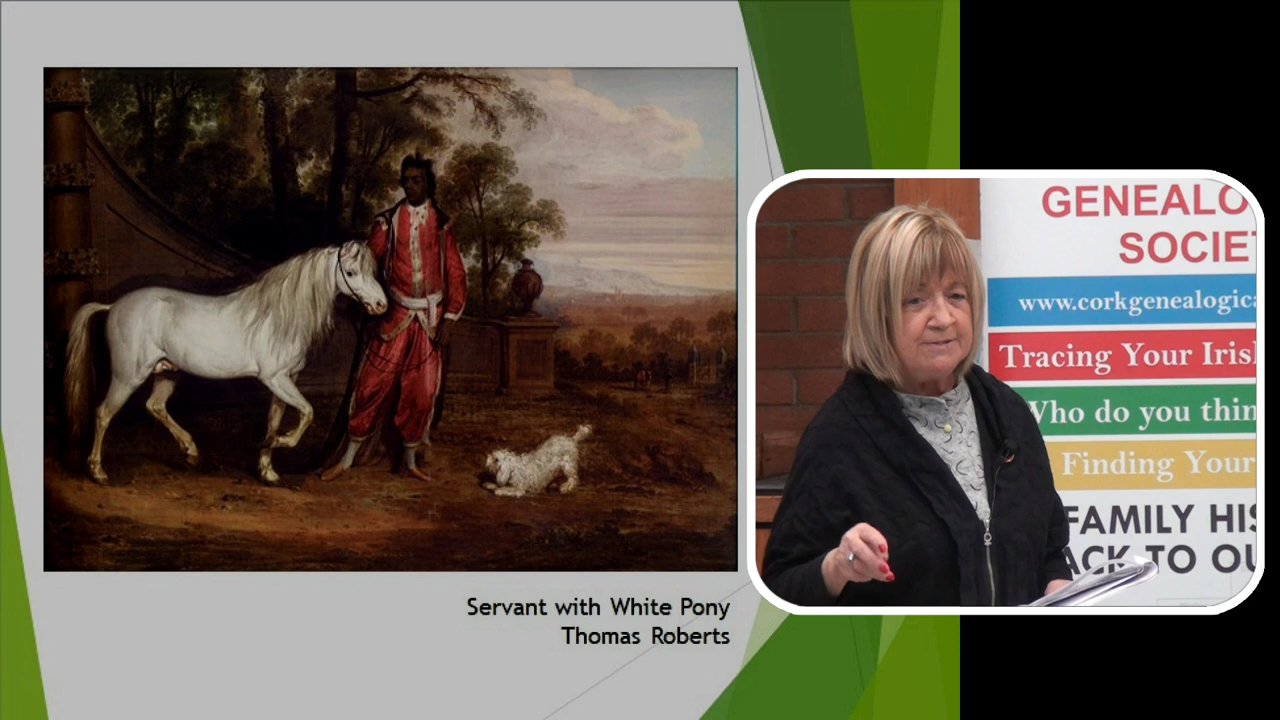 Servant with White Pony
Thomas Roberts
GENEALO
SOCIET
www.corkgenealogica
Tracing Your Iris
Who do you thin
Finding Your
FAMILY HIS
ACK TO OU